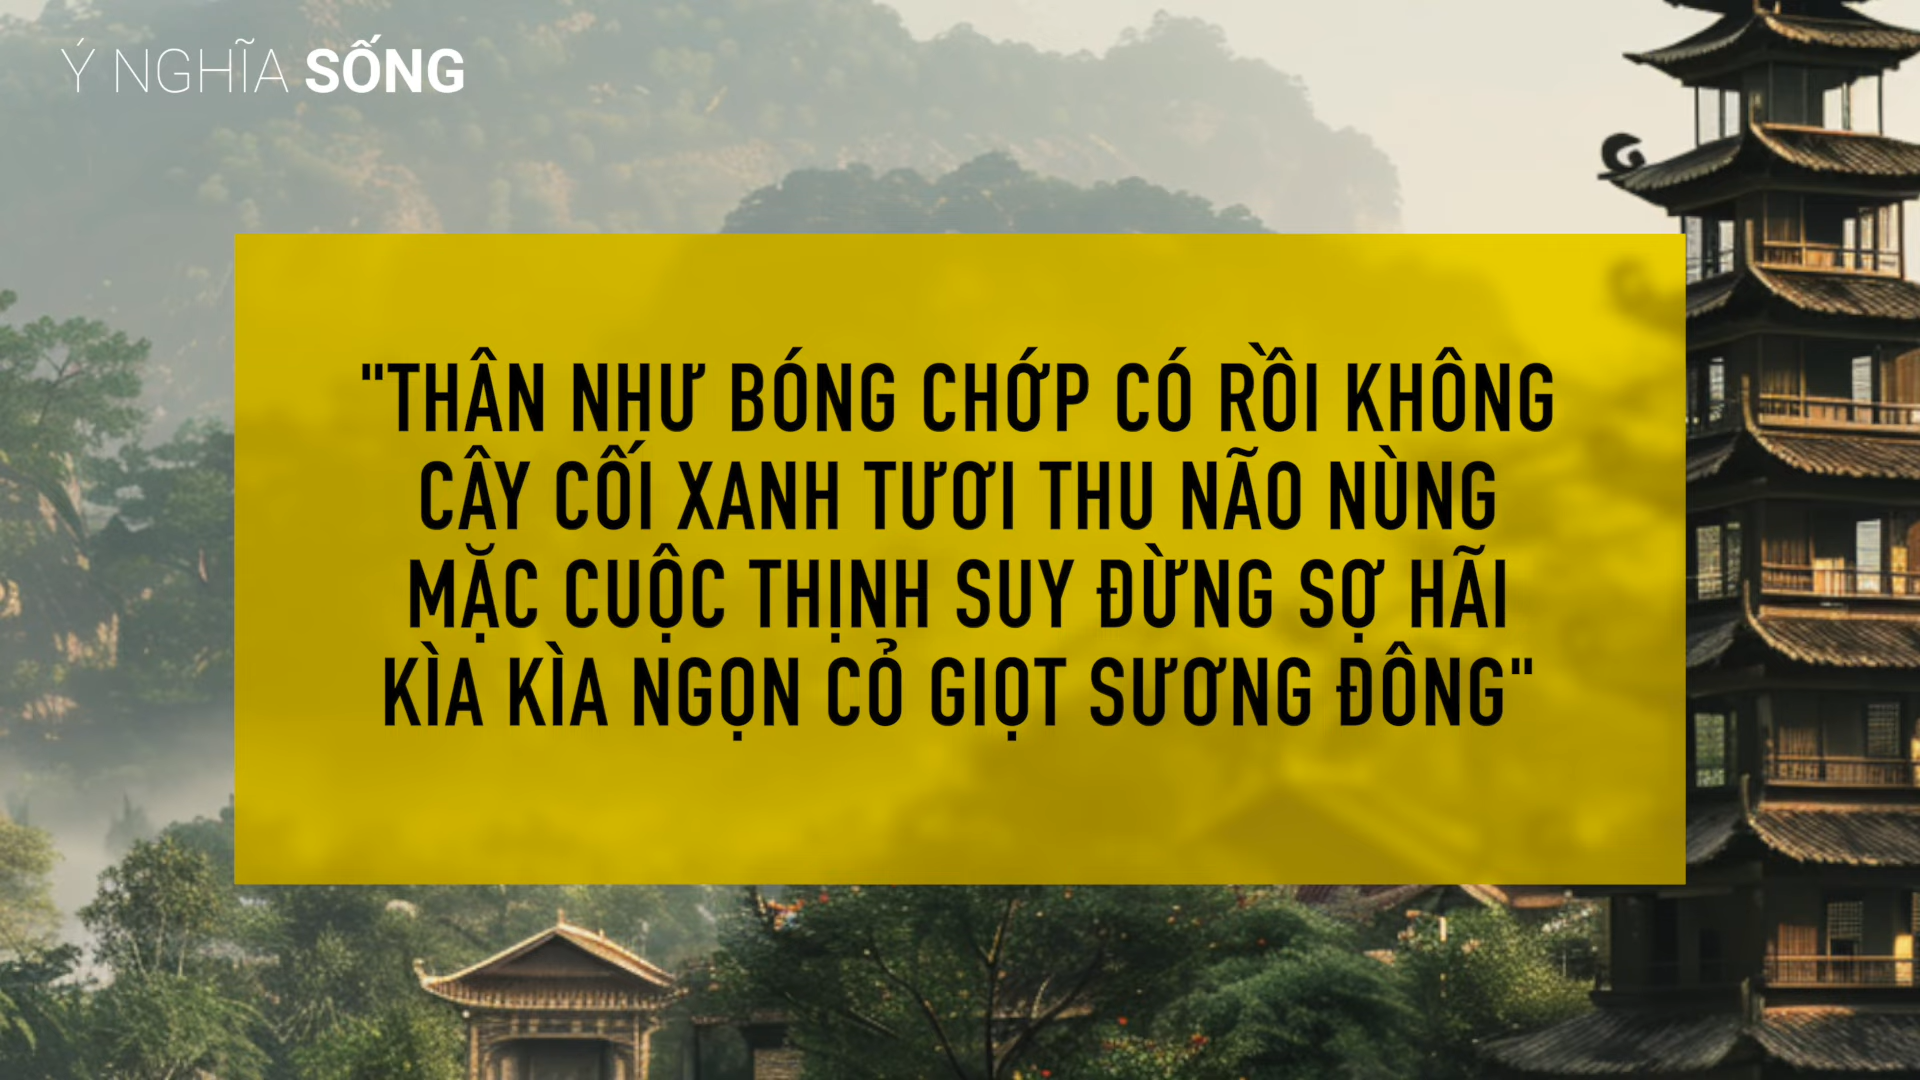 Ý NGHĨA SỐNG
"THÂN NHƯ BÓNG CHỚP CÓ RỒI KHÔNG
CÂY CỐI XANH TƯƠI THU NÃO NÙNG
MẶC CUỘC THỊNH SUY ĐỪNG SỢ HÃI
KÌA KÌA NGỌN CỎ GIỌT SƯƠNG ĐÔNG"